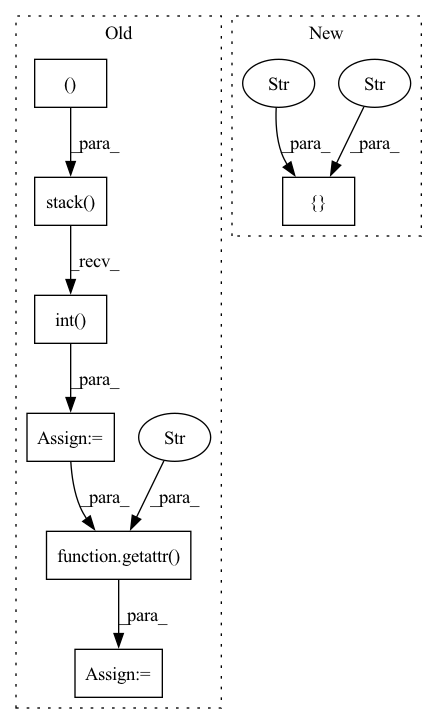 Old
New
()
Str
Str
_para_
_para_
_para_
stack()
{}
_recv_
int()
_para_
Assign:=
Str
_para_
_para_
function.getattr()
_para_
Assign:=